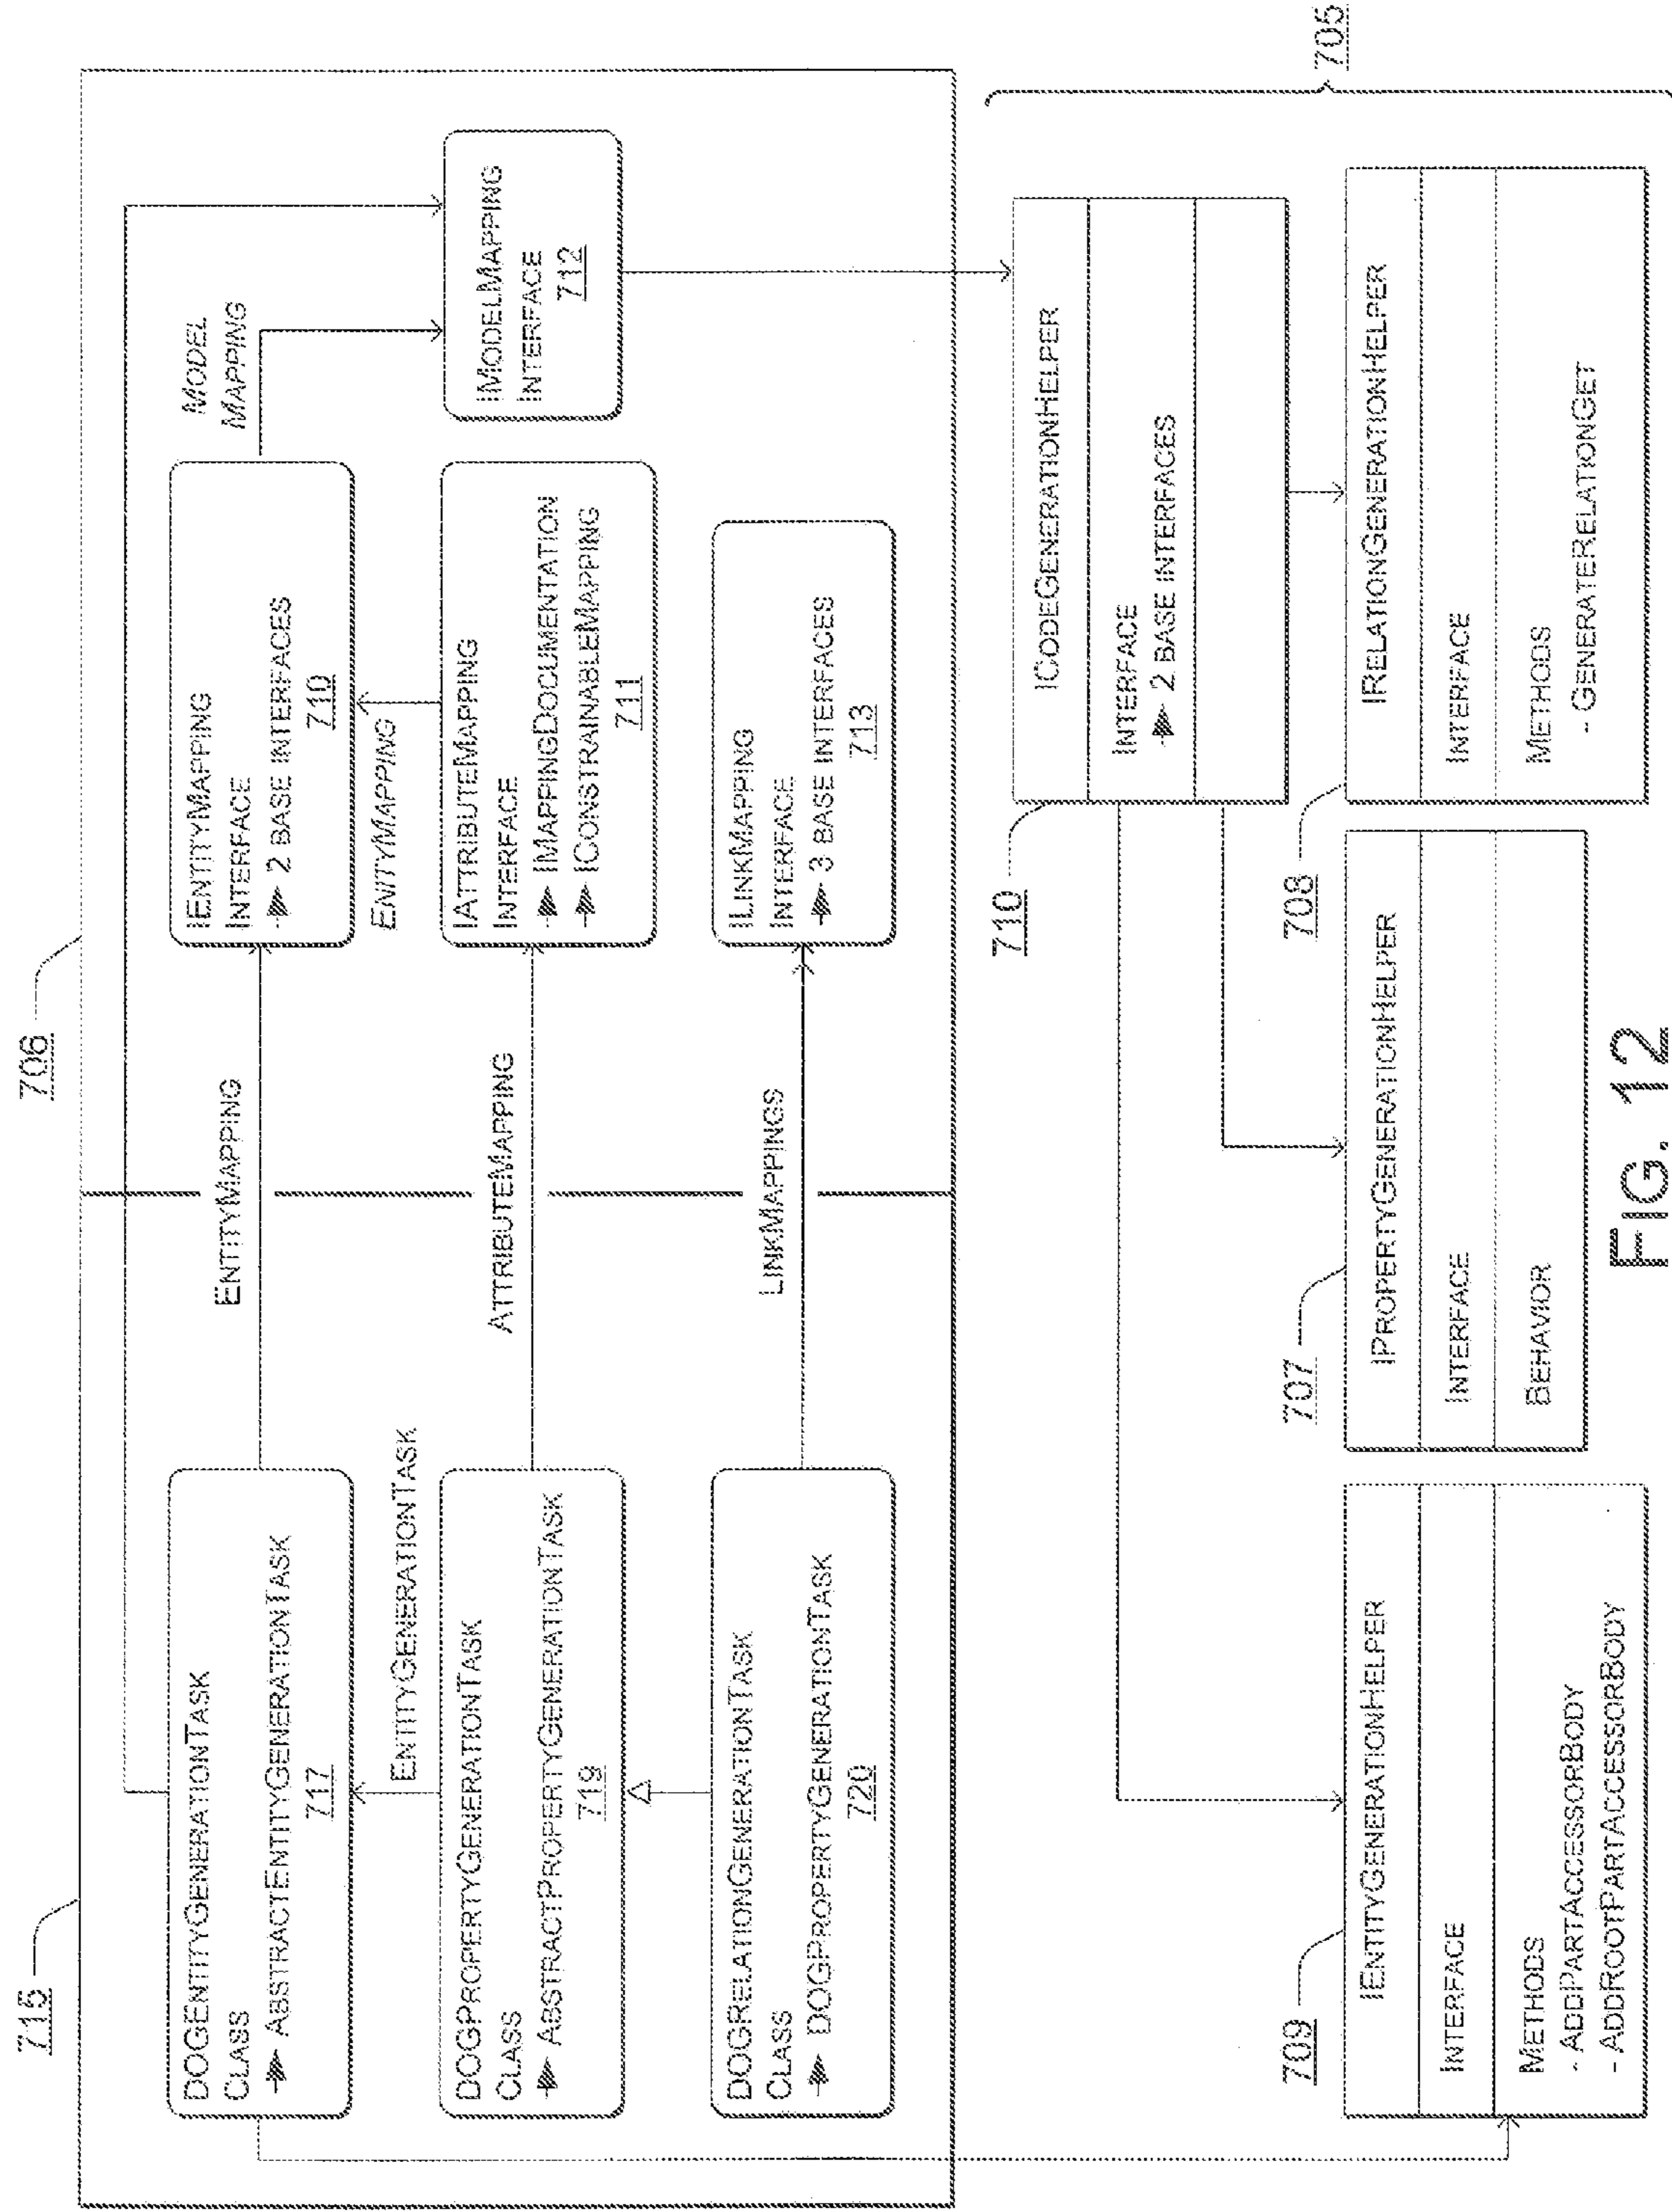 715
706
DOGENTITYGENERATIONTASK
CLASS
ABSTRACTENTITYGENERATIONTASK
717
ENTITYMAPPING
IENTITYMAPPING
INTERFACE
2 BASE INTERFACES
710
MODEL
MAPPING
ENTITYGENERATIONTASK
ENITYMAPPING
DOGPROPERTYGENERATIONTASK
CLASS
ABSTRACTPROPERTYGENERATIONTASK
719
ATTRIBUTEMAPPING
IATTRIBUTEMAPPING
INTERFACE
IMAPPINGDOCUMENTATION
ICONSTRAINABLEMAPPING
711
IMODELMAPPING
INTERFACE
712
DOGRELATIONGENERATIONTASK
CLASS
DOGPROPERTYGENERATIONTASK
720
LINKMAPPINGS
ILINKMAPPING
INTERFACE
3 BASE INTERFACES
713
710
ICODEGENERATIONHELPER
INTERFACE
2 BASE INTERFACES
705
709
IENTITYGENERATIONHELPER
INTERFACE
METHODS
- ADDPARTACCESSORBODY
- ADDROOTPARTACCESSORBODY
707
IPROPERTYGENERATIONHELPER
INTERFACE
BEHAVIOR
708
IRELATIONGENERATIONHELPER
INTERFACE
METHODS
- GENERATERELATIONGET
FIG. 12